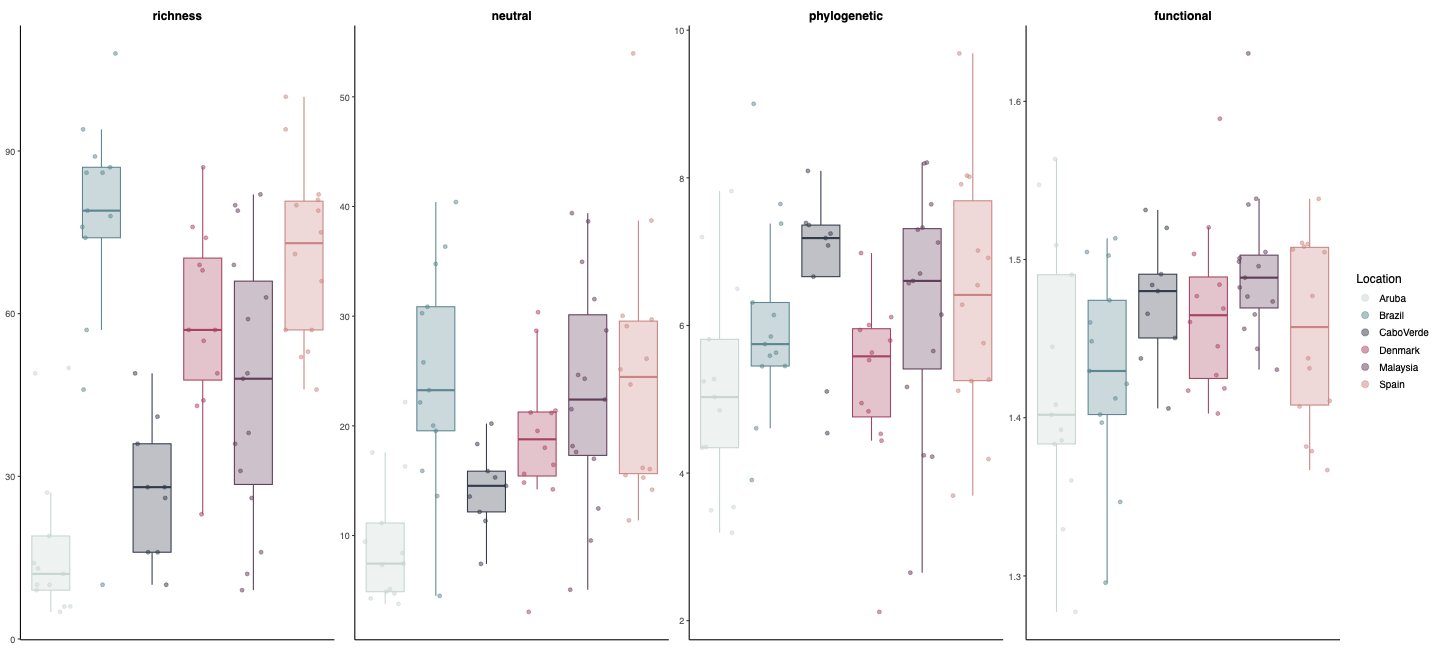 richness
neutral
phylogenetic
functional
90
60
30
0
50
40
30
20
10
10
8
6
4
2
1.6
1.5
1.4
1.3
Location
Aruba
Brazil
CaboVerde
Denmark
Malaysia
Spain